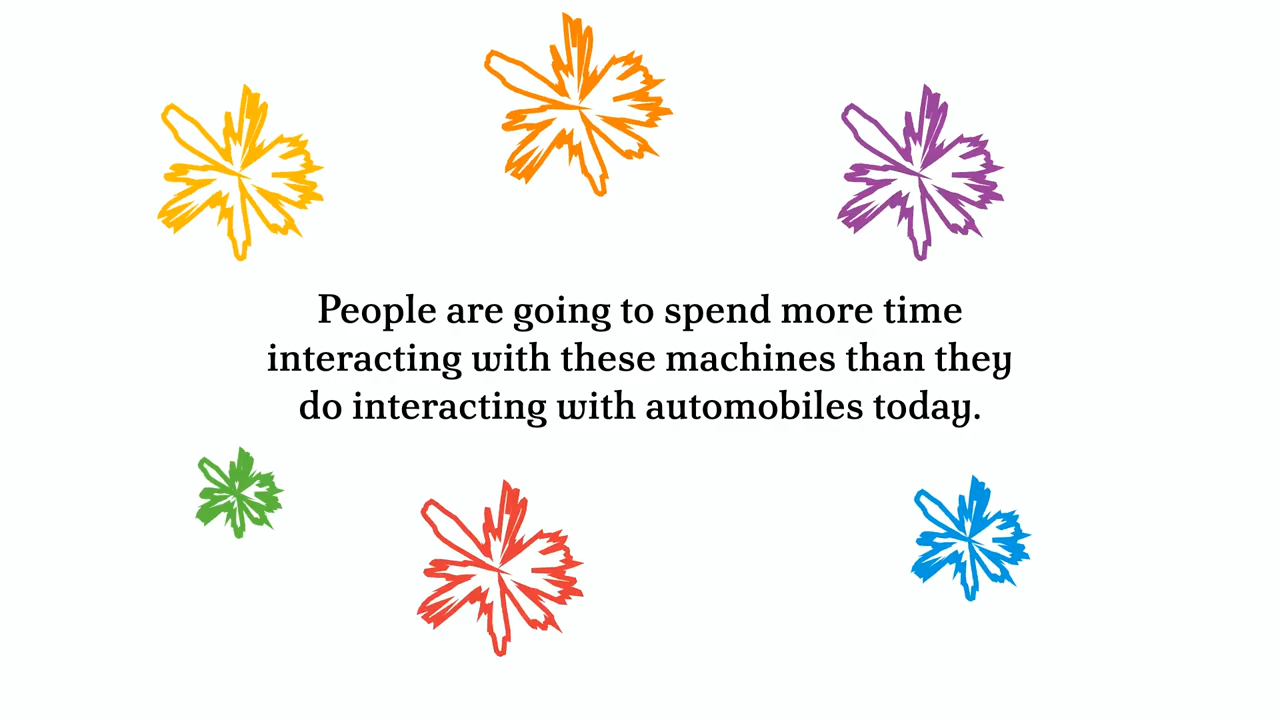 People are going to spend more time
interacting with these machines than they
do interacting with automobiles today.